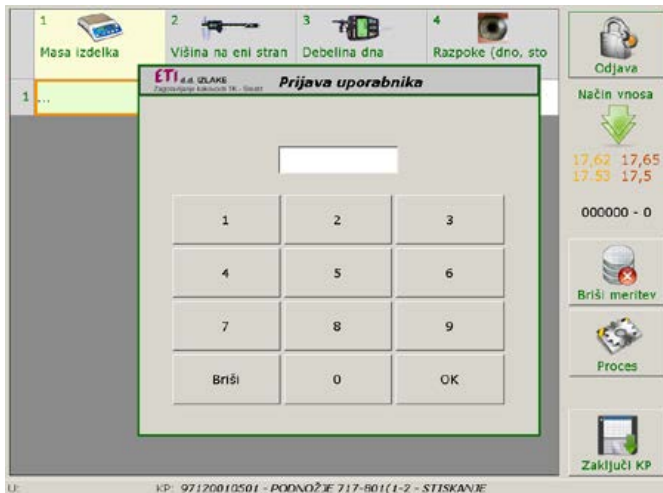 1
Masa izdelka
2
Višina na eni stran
3
Debelina dna
4
Razpoke (dno, sto
Odjava
ETI d.d. IZLAKE
Prijava uporabnika
1 ...
Način vnosa
17,62 17,65
17,53 17,5
000000 - 0
1 2 3
4 5 6
7 8 9
Briši 0 OK
Briši meritev
Proces
Zaključi KP
U:
KP: 97120010501 - PODNOŽJE 717-801(1-2 - STISKANJE